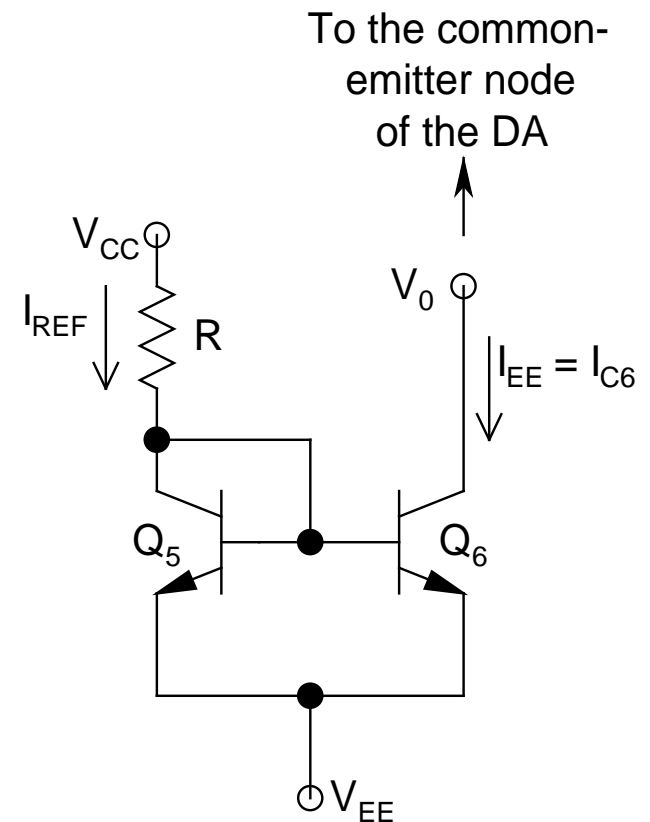 To the common-
emitter node
of the DA
V_CC
V_0
I_REF
R
I_EE = I_C6
Q_5
Q_6
V_EE